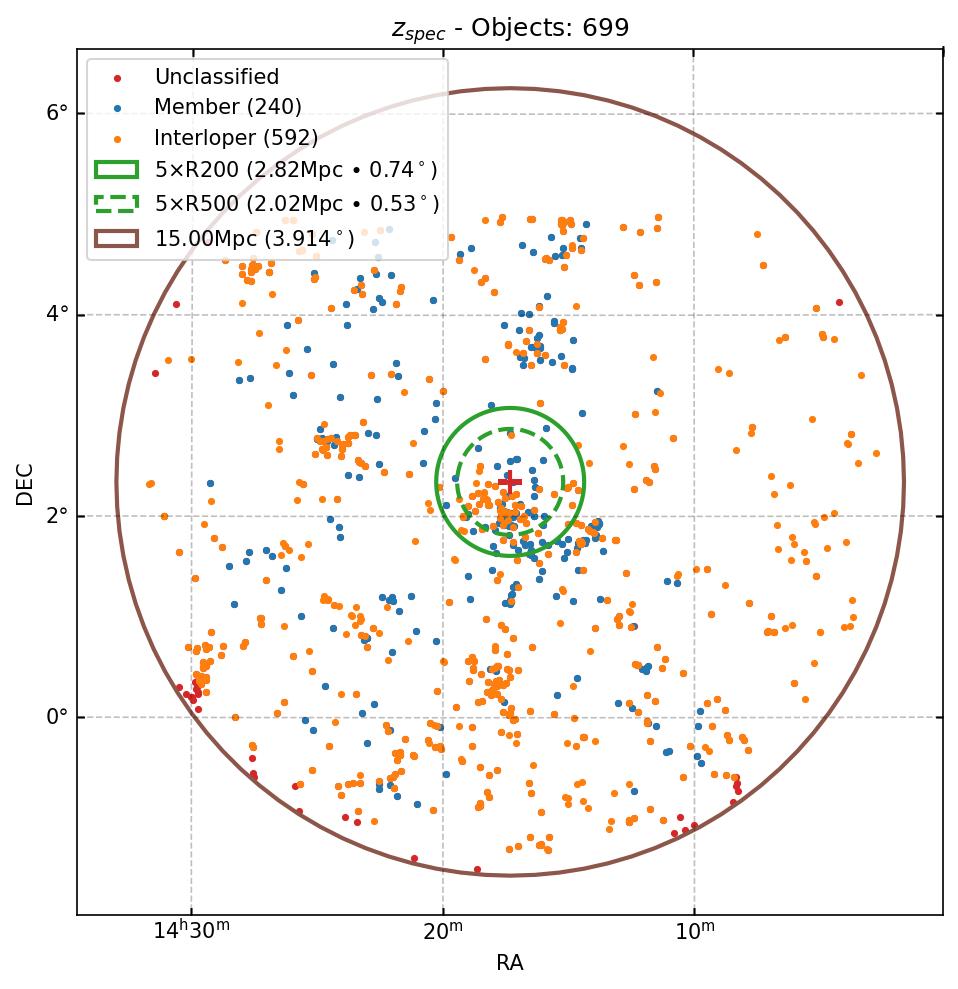 z_spec - Objects: 699
Unclassified
Member (240)
Interloper (592)
5×R200 (2.82Mpc • 0.74°)
5×R500 (2.02Mpc • 0.53°)
15.00Mpc (3.914°)
6°
4°
2°
0°
DEC
14ʰ30ᵐ
20ᵐ
10ᵐ
RA